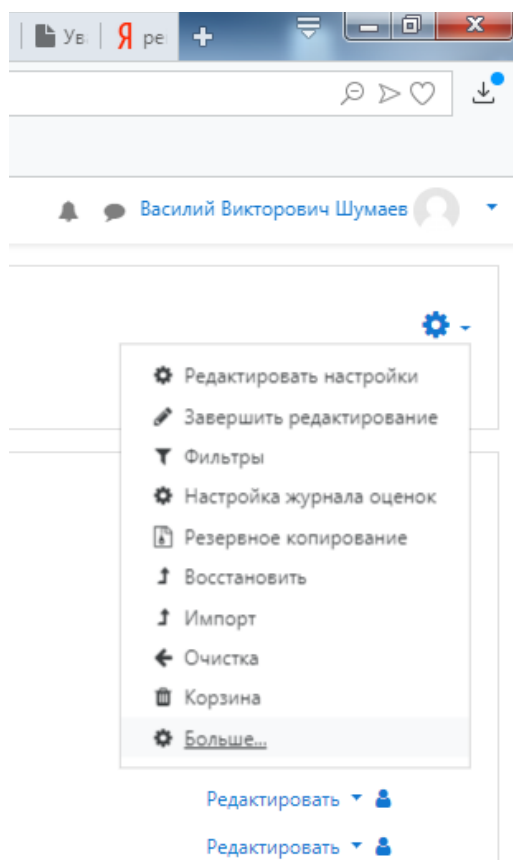 Ув
Я ре
Василий Викторович Шумаев
Редактировать настройки
Завершить редактирование
Фильтры
Настройка журнала оценок
Резервное копирование
Восстановить
Импорт
Очистка
Корзина
Больше...
Редактировать
Редактировать